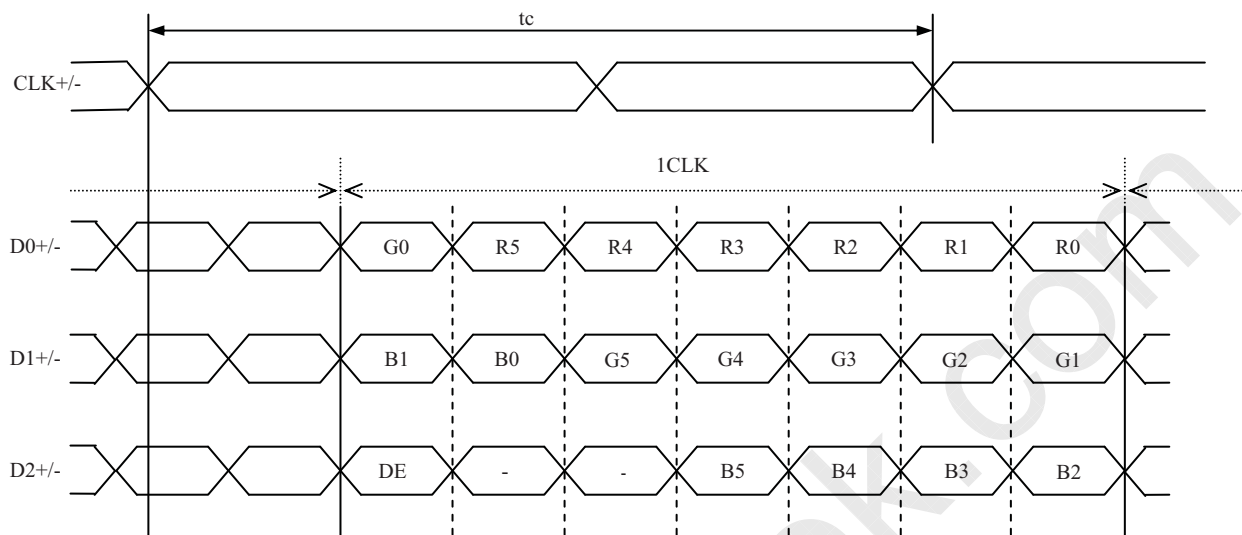 tc
CLK+/-
1CLK
D0+/- G0 R5 R4 R3 R2 R1 R0
D1+/- B1 B0 G5 G4 G3 G2 G1
D2+/- DE - - B5 B4 B3 B2
k.com